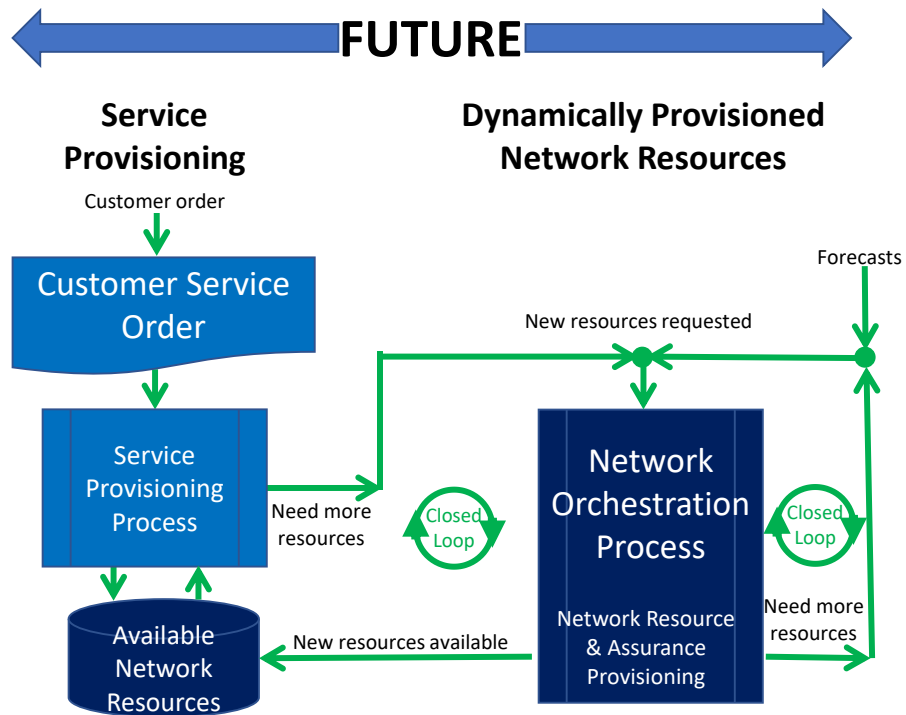 FUTURE
Service
Provisioning
Dynamically Provisioned
Network Resources
Customer order
Customer Service
Order
Forecasts
New resources requested
Service
Provisioning
Process
Need more
resources
Closed
Loop
Network
Orchestration
Process
Closed
Loop
Network Resource
& Assurance
Provisioning
Need more
resources
Available
Network
Resources
New resources available